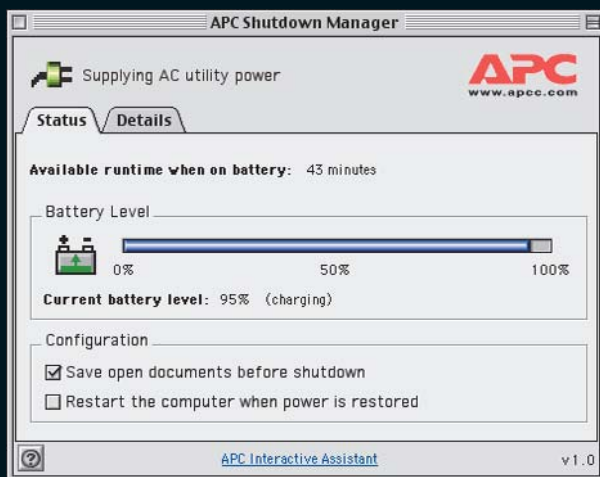 APC Shutdown Manager
Supplying AC utility power
APC
www.apcc.com
Status Details
Available runtime when on battery: 43 minutes
Battery Level
0% 50% 100%
Current battery level: 95% (charging)
Configuration
Save open documents before shutdown
Restart the computer when power is restored
? APC Interactive Assistant v1.0